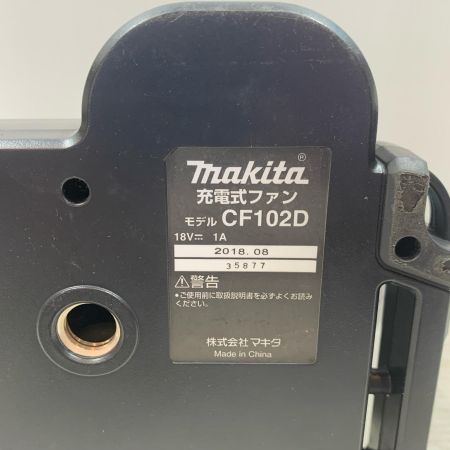 makita®
充電式ファン
モデル CF102D
18V⎓ 1A
2018.08
35877
⚠警告
●ご使用前に取扱説明書を必ずよくお読み
ください。
株式会社マキタ
Made in China